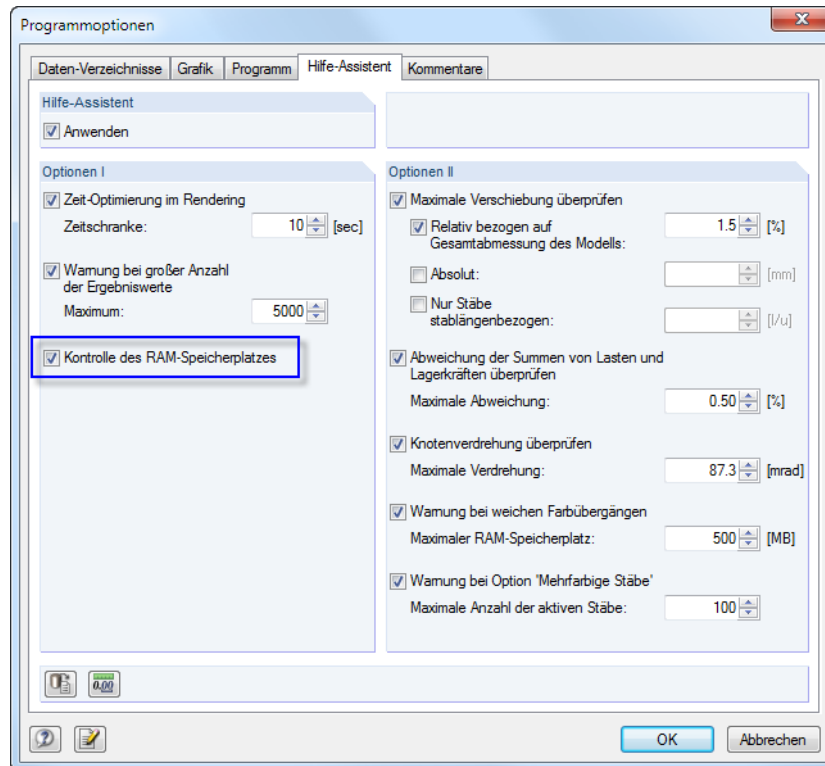 Programmoptionen
Daten-Verzeichnisse Grafik Programm Hilfe-Assistent Kommentare
Hilfe-Assistent
Anwenden
Optionen I
Zeit-Optimierung im Rendering
Zeitschranke: 10 [sec]
Warnung bei großer Anzahl
der Ergebniswerte
Maximum: 5000
Kontrolle des RAM-Speicherplatzes
Optionen II
Maximale Verschiebung überprüfen
Relativ bezogen auf
Gesamtabmessung des Modells: 1.5 [%]
Absolut: [mm]
Nur Stäbe
stablängenbezogen: [l/u]
Abweichung der Summen von Lasten und
Lagerkräften überprüfen
Maximale Abweichung: 0.50 [%]
Knotenverdrehung überprüfen
Maximale Verdrehung: 87.3 [mrad]
Warnung bei weichen Farbübergängen
Maximaler RAM-Speicherplatz: 500 [MB]
Warnung bei Option 'Mehrfarbige Stäbe'
Maximale Anzahl der aktiven Stäbe: 100
0.00
OK Abbrechen